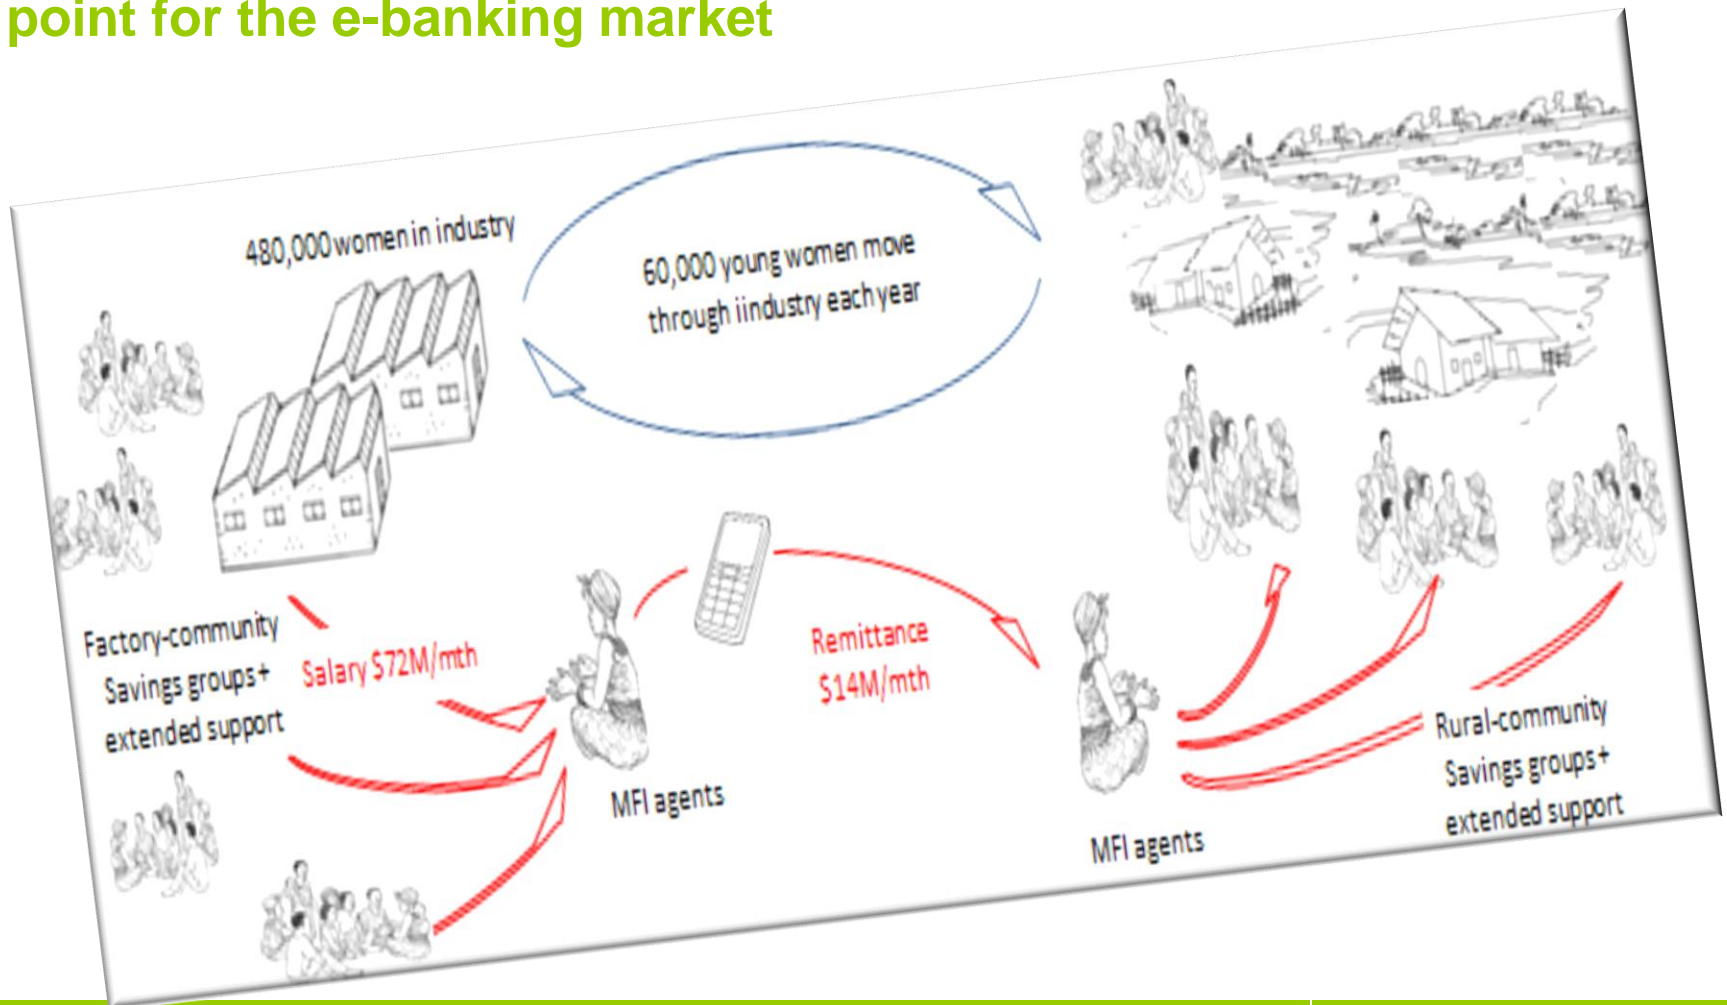 point for the e-banking market
480,000 women in industry
60,000 young women move
through iindustry each year
Factory-community
Savings groups+
extended support
Salary $72M/mth
Remittance
$14M/mth
MFI agents
MFI agents
Rural-community
Savings groups+
extended support